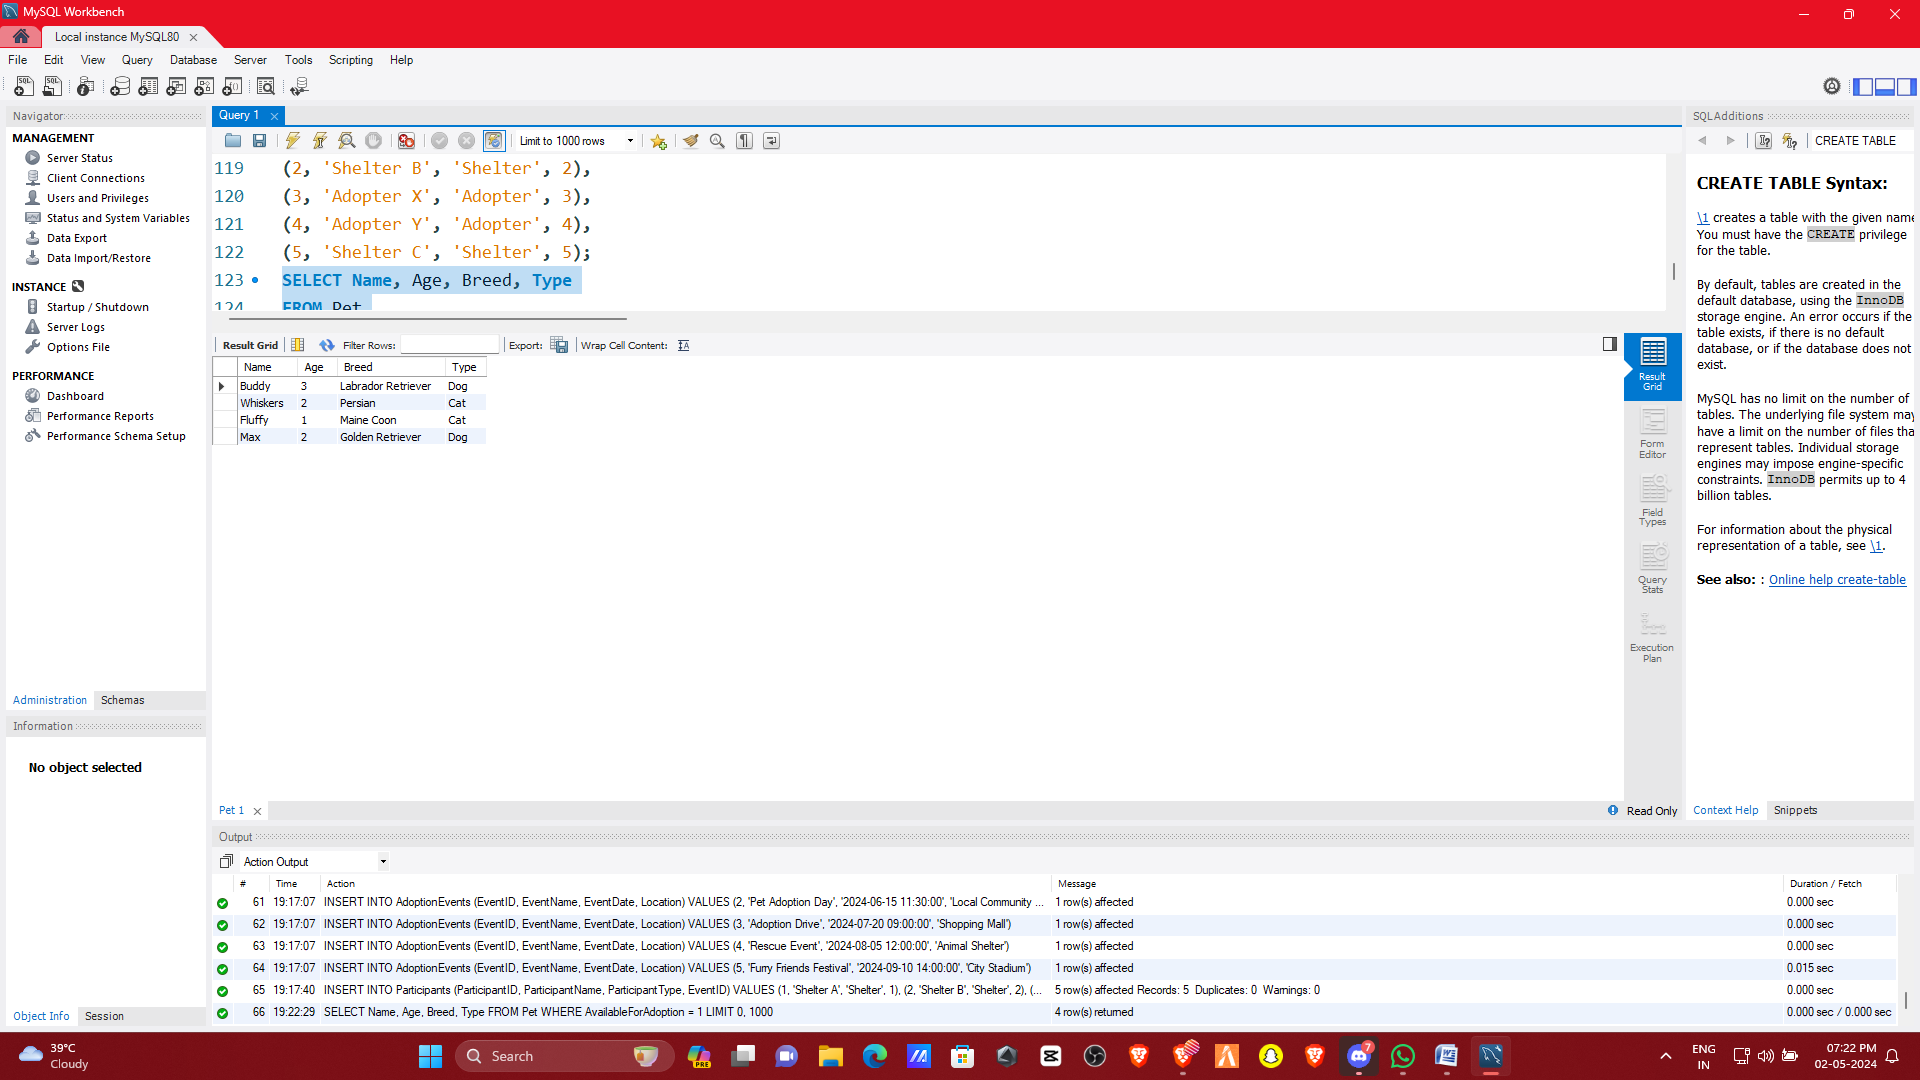 MySQL Workbench
Local instance MySQL80
File Edit View Query Database Server Tools Scripting Help
Navigator
MANAGEMENT
Server Status
Client Connections
Users and Privileges
Status and System Variables
Data Export
Data Import/Restore
INSTANCE
Startup / Shutdown
Server Logs
Options File
PERFORMANCE
Dashboard
Performance Reports
Performance Schema Setup
Administration Schemas
Information
No object selected
Object Info Session
Query 1
Limit to 1000 rows
119 (2, 'Shelter B', 'Shelter', 2),
120 (3, 'Adopter X', 'Adopter', 3),
121 (4, 'Adopter Y', 'Adopter', 4),
122 (5, 'Shelter C', 'Shelter', 5);
123 SELECT Name, Age, Breed, Type
124 FROM Pet
Result Grid Filter Rows: Export: Wrap Cell Content:
Name Age Breed Type
Buddy 3 Labrador Retriever Dog
Whiskers 2 Persian Cat
Fluffy 1 Maine Coon Cat
Max 2 Golden Retriever Dog
Result
Grid
Form
Editor
Field
Types
Query
Stats
Execution
Plan
Pet 1
Read Only
SQLAdditions
CREATE TABLE
CREATE TABLE Syntax:
\1 creates a table with the given name
You must have the CREATE privilege
for the table.
By default, tables are created in the
default database, using the InnoDB
storage engine. An error occurs if the
table exists, if there is no default
database, or if the database does not
exist.
MySQL has no limit on the number of
tables. The underlying file system may
have a limit on the number of files tha
represent tables. Individual storage
engines may impose engine-specific
constraints. InnoDB permits up to 4
billion tables.
For information about the physical
representation of a table, see \1.
See also: : Online help create-table
Context Help Snippets
Output
Action Output
# Time Action Message Duration / Fetch
61 19:17:07 INSERT INTO AdoptionEvents (EventID, EventName, EventDate, Location) VALUES (2, 'Pet Adoption Day', '2024-06-15 11:30:00', 'Local Community ... 1 row(s) affected 0.000 sec
62 19:17:07 INSERT INTO AdoptionEvents (EventID, EventName, EventDate, Location) VALUES (3, 'Adoption Drive', '2024-07-20 09:00:00', 'Shopping Mall') 1 row(s) affected 0.000 sec
63 19:17:07 INSERT INTO AdoptionEvents (EventID, EventName, EventDate, Location) VALUES (4, 'Rescue Event', '2024-08-05 12:00:00', 'Animal Shelter') 1 row(s) affected 0.000 sec
64 19:17:07 INSERT INTO AdoptionEvents (EventID, EventName, EventDate, Location) VALUES (5, 'Furry Friends Festival', '2024-09-10 14:00:00', 'City Stadium') 1 row(s) affected 0.015 sec
65 19:17:40 INSERT INTO Participants (ParticipantID, ParticipantName, ParticipantType, EventID) VALUES (1, 'Shelter A', 'Shelter', 1), (2, 'Shelter B', 'Shelter', 2), (... 5 row(s) affected Records: 5 Duplicates: 0 Warnings: 0 0.000 sec
66 19:22:29 SELECT Name, Age, Breed, Type FROM Pet WHERE AvailableForAdoption = 1 LIMIT 0, 1000 4 row(s) returned 0.000 sec / 0.000 sec
39°C
Cloudy
Search
PRE
7
ENG
IN
07:22 PM
02-05-2024